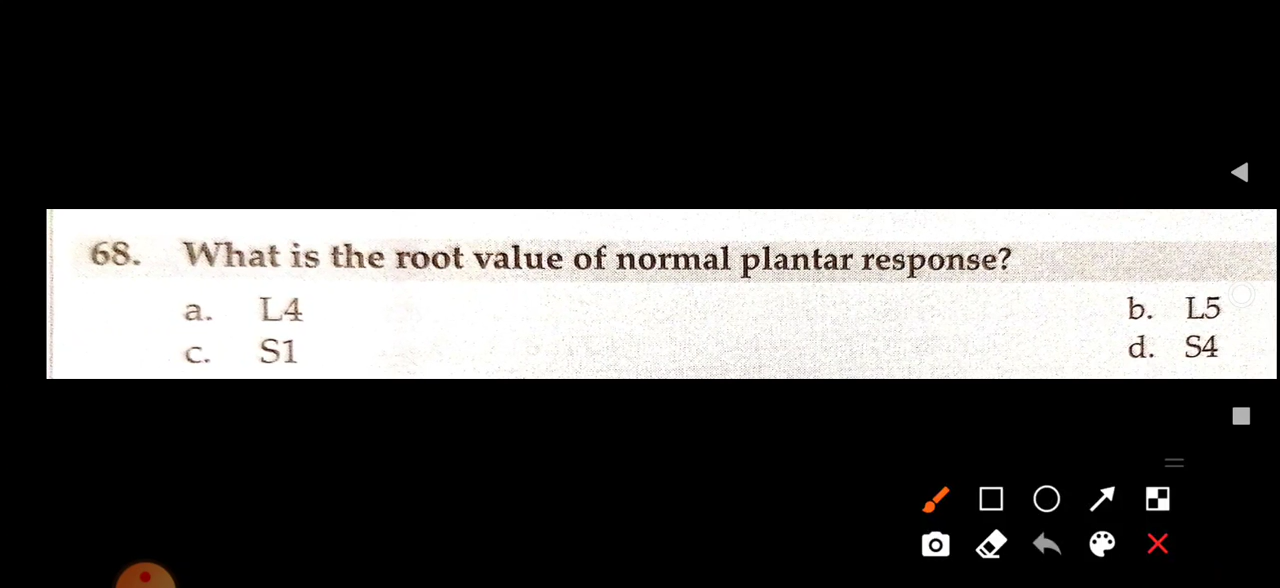 68. What is the root value of normal plantar response?
a. L4 b. L5
c. S1 d. S4